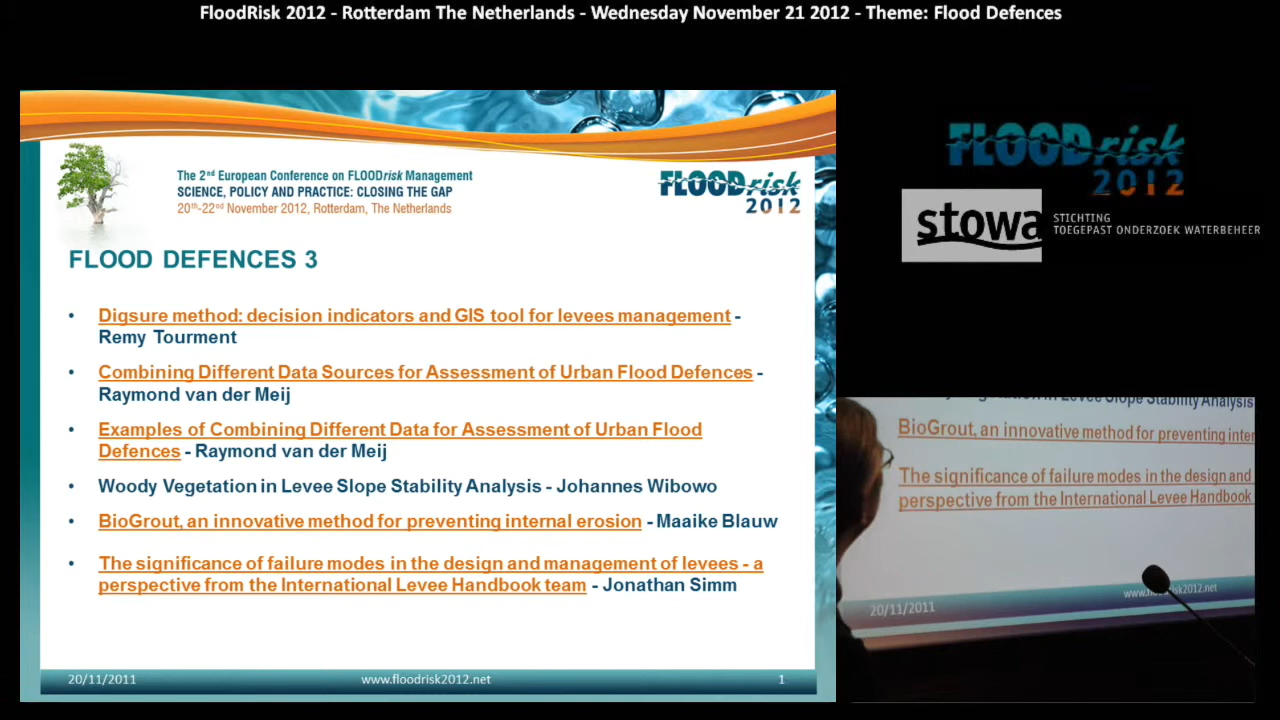 FloodRisk 2012 - Rotterdam The Netherlands - Wednesday November 21 2012 - Theme: Flood Defences
The 2nd European Conference on FLOODrisk Management
SCIENCE, POLICY AND PRACTICE: CLOSING THE GAP
20th-22nd November 2012, Rotterdam, The Netherlands
FLOODrisk
2012
FLOOD DEFENCES 3
• Digsure method: decision indicators and GIS tool for levees management -
Remy Tourment
• Combining Different Data Sources for Assessment of Urban Flood Defences -
Raymond van der Meij
• Examples of Combining Different Data for Assessment of Urban Flood
Defences - Raymond van der Meij
• Woody Vegetation in Levee Slope Stability Analysis - Johannes Wibowo
• BioGrout, an innovative method for preventing internal erosion - Maaike Blauw
• The significance of failure modes in the design and management of levees - a
perspective from the International Levee Handbook team - Jonathan Simm
20/11/2011
www.floodrisk2012.net
1
FLOODrisk
2012
stowa
STICHTING
TOEGEPAST ONDERZOEK WATERBEHEER
in Levee Slope Stability Analysis
BioGrout, an innovative method for preventing inter
The significance of failure modes in the design and
perspective from the International Levee Handbook
20/11/2011